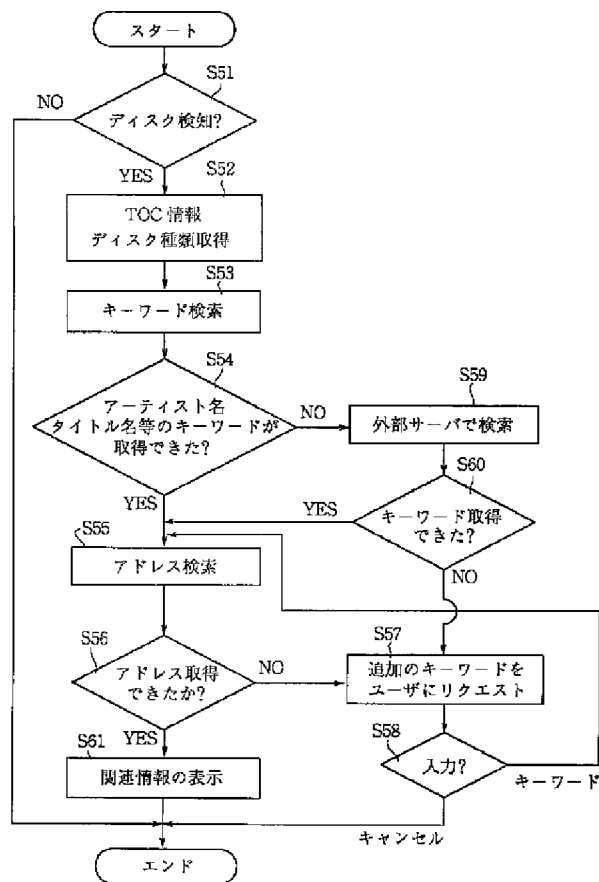 スタート
S51
NO
ディスク検知?
YES
S52
TOC 情報
ディスク種類取得
S53
キーワード検索
S54
アーティスト名
タイトル名等のキーワードが
取得できた?
NO
S59
外部サーバで検索
S60
YES
YES
キーワード取得
できた?
S55
アドレス検索
NO
S56
アドレス取得
できたか?
NO
S57
追加のキーワードを
ユーザにリクエスト
YES
S61
関連情報の表示
S58
入力?
キーワード
キャンセル
エンド